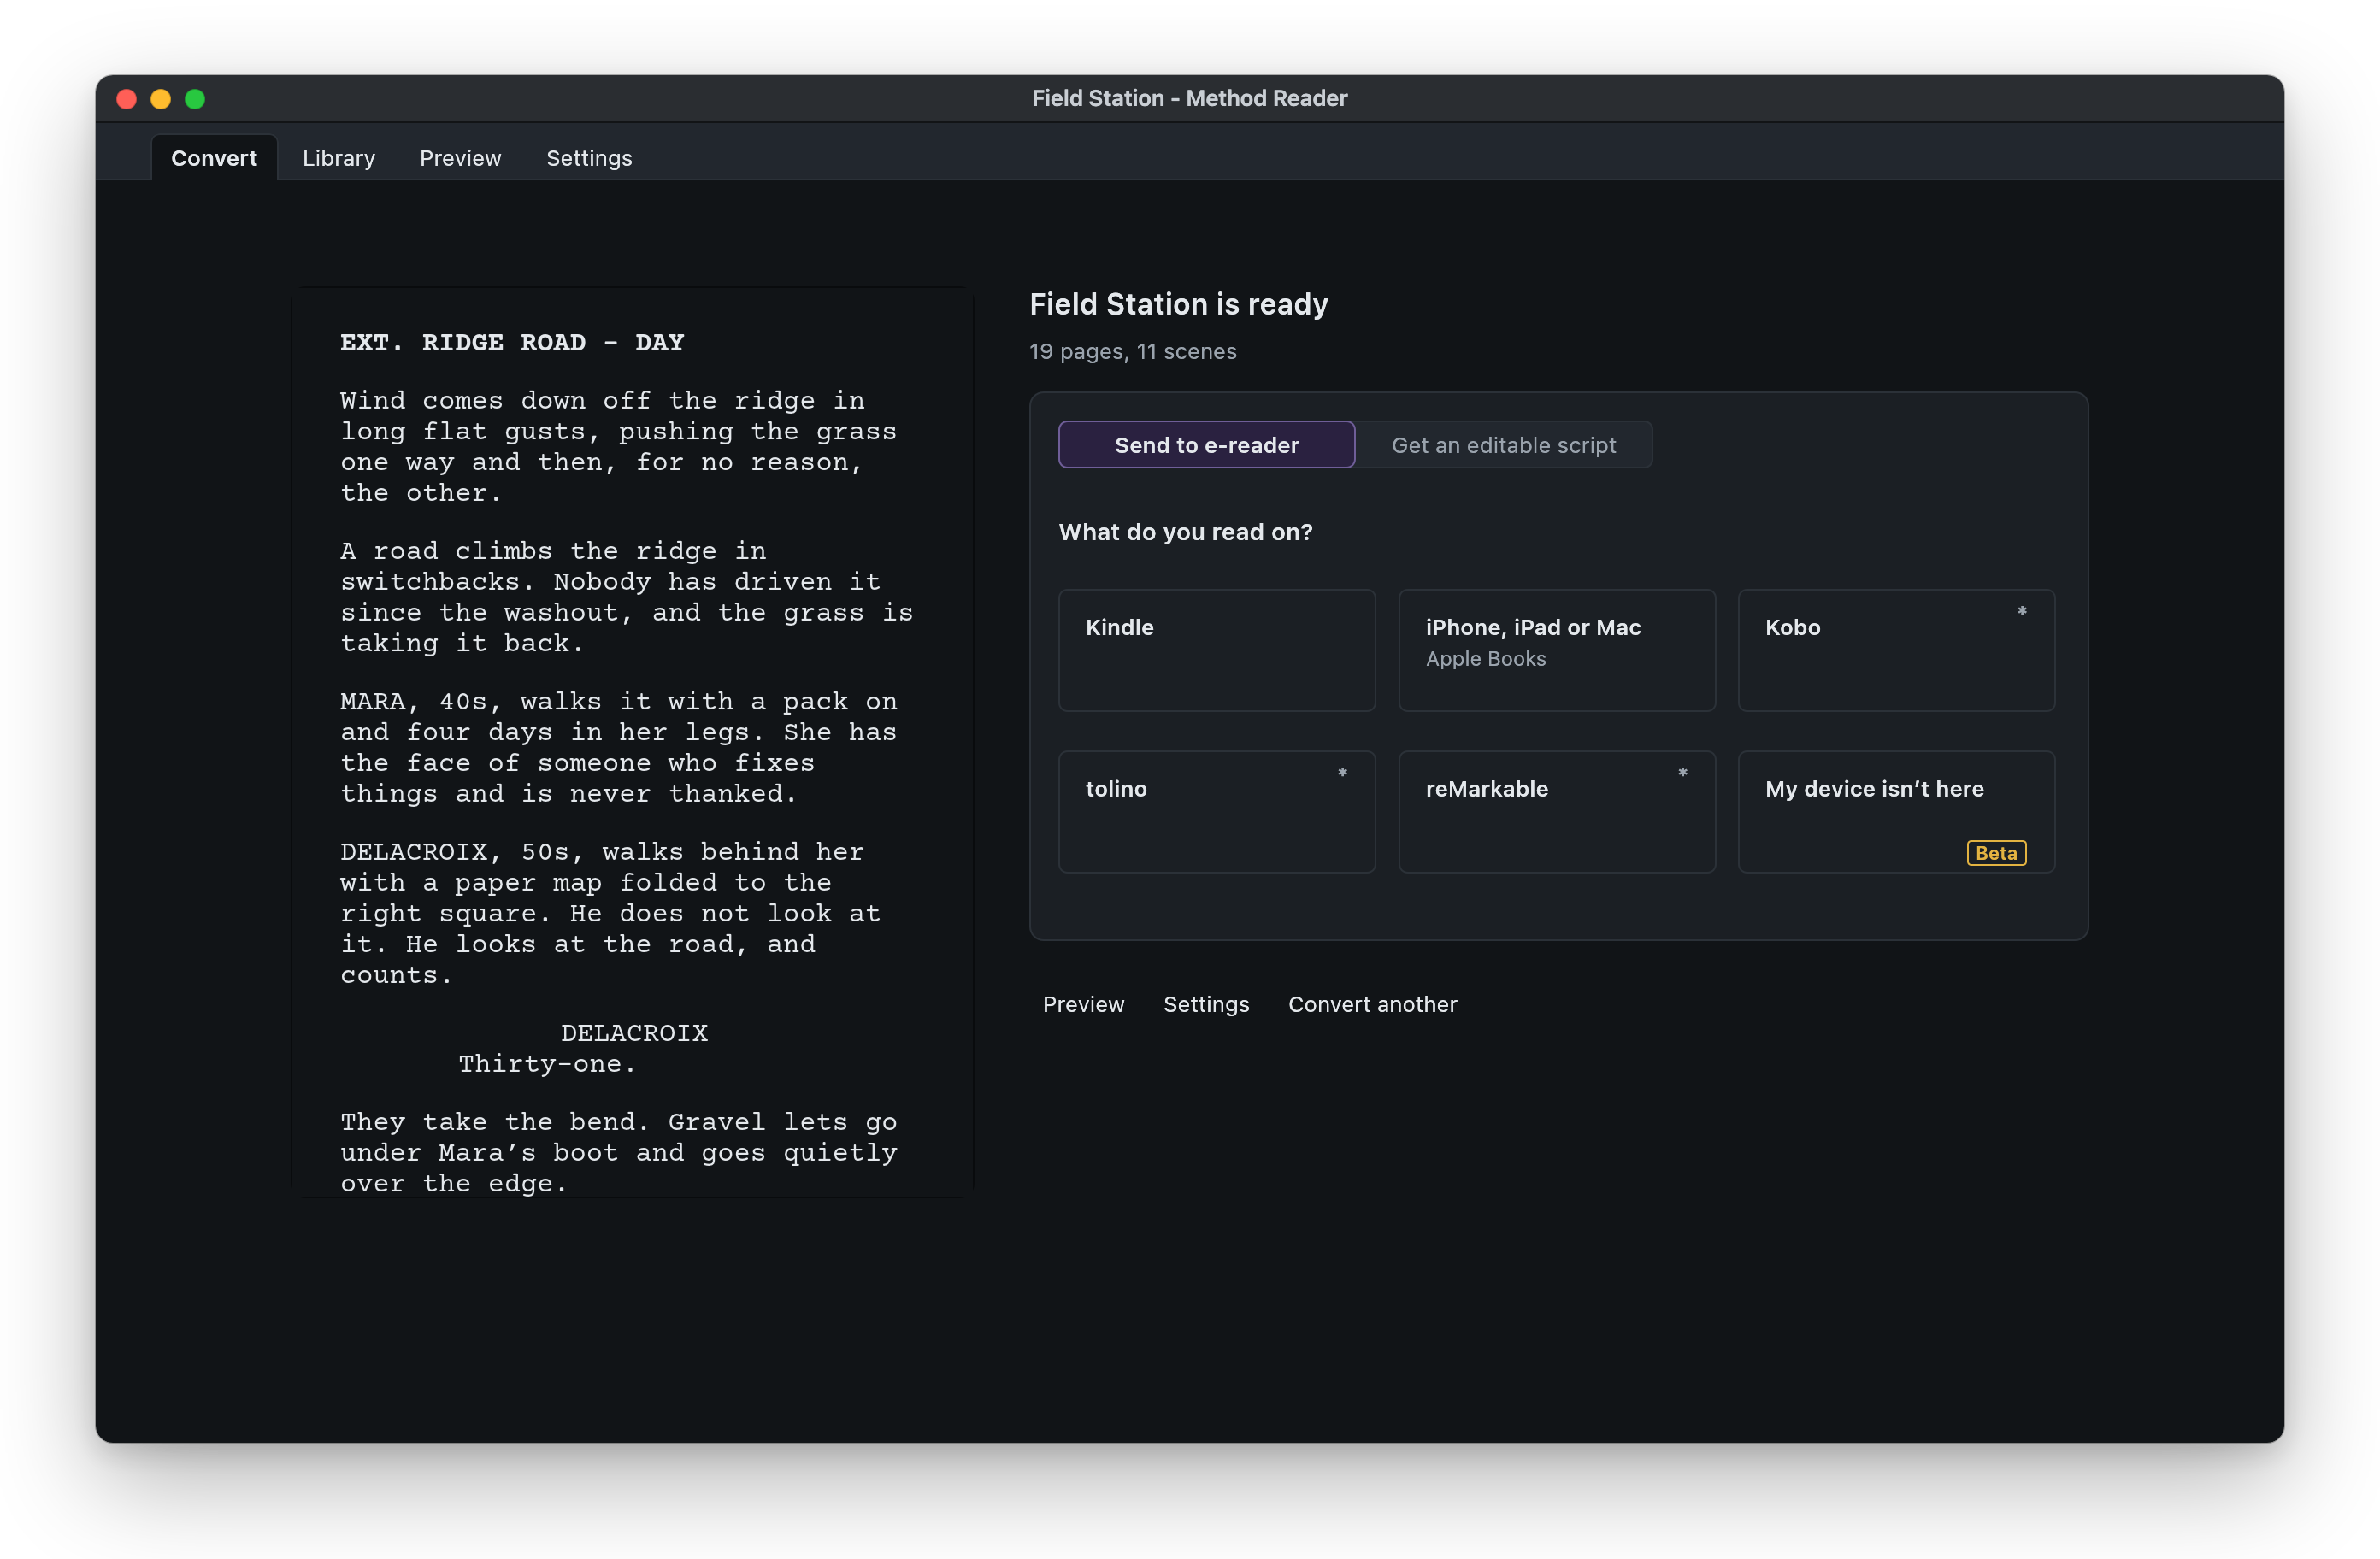 Field Station - Method Reader
Convert
Library
Preview
Settings
EXT. RIDGE ROAD - DAY
Wind comes down off the ridge in
long flat gusts, pushing the grass
one way and then, for no reason,
the other.
A road climbs the ridge in
switchbacks. Nobody has driven it
since the washout, and the grass is
taking it back.
MARA, 40s, walks it with a pack on
and four days in her legs. She has
the face of someone who fixes
things and is never thanked.
DELACROIX, 50s, walks behind her
with a paper map folded to the
right square. He does not look at
it. He looks at the road, and
counts.
DELACROIX
Thirty-one.
They take the bend. Gravel lets go
under Mara’s boot and goes quietly
over the edge.
Field Station is ready
19 pages, 11 scenes
Send to e-reader
Get an editable script
What do you read on?
Kindle
iPhone, iPad or Mac
Apple Books
Kobo *
tolino *
reMarkable *
My device isn’t here
Beta
Preview
Settings
Convert another